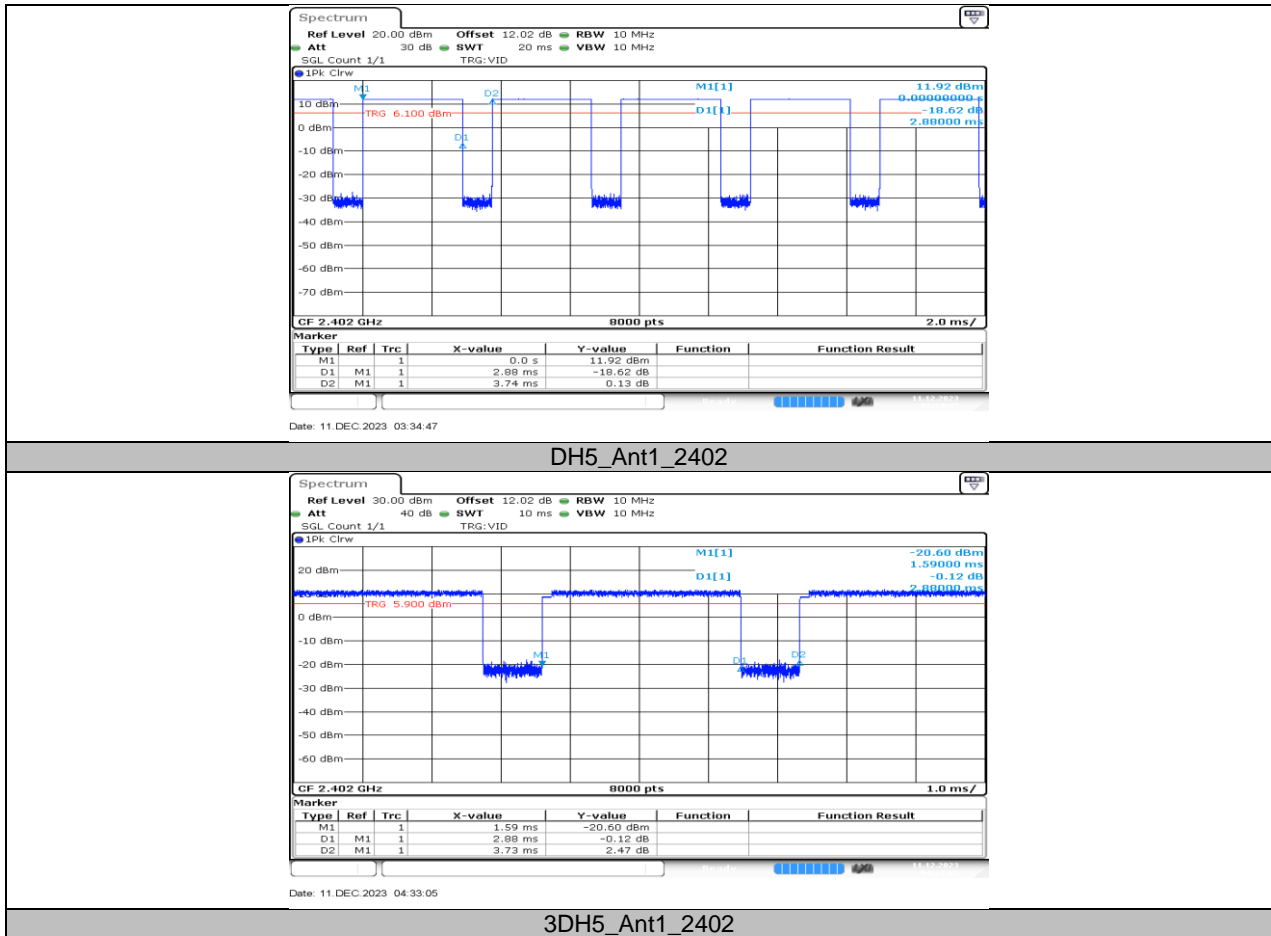 Spectrum
Ref Level 20.00 dBm Offset 12.02 dB RBW 10 MHz
Att 30 dB SWT 20 ms VBW 10 MHz
SGL Count 1/1 TRG:VID
1Pk Clrw
M1[1] 11.92 dBm
0.00000000 s
D1[1] -18.62 dB
2.88000 ms
M1
D2
D1
10 dBm
TRG 6.100 dBm
0 dBm
-10 dBm
-20 dBm
-30 dBm
-40 dBm
-50 dBm
-60 dBm
-70 dBm
CF 2.402 GHz 8000 pts 2.0 ms/
Marker
Type Ref Trc X-value Y-value Function Function Result
M1 1 0.0 s 11.92 dBm
D1 M1 1 2.88 ms -18.62 dB
D2 M1 1 3.74 ms 0.13 dB
Date: 11.DEC.2023 03:34:47
DH5_Ant1_2402
Spectrum
Ref Level 30.00 dBm Offset 12.02 dB RBW 10 MHz
Att 40 dB SWT 10 ms VBW 10 MHz
SGL Count 1/1 TRG:VID
1Pk Clrw
M1[1] -20.60 dBm
1.59000 ms
D1[1] -0.12 dB
2.88000 ms
20 dBm
TRG 5.900 dBm
0 dBm
-10 dBm
M1
D1
D2
-20 dBm
-30 dBm
-40 dBm
-50 dBm
-60 dBm
CF 2.402 GHz 8000 pts 1.0 ms/
Marker
Type Ref Trc X-value Y-value Function Function Result
M1 1 1.59 ms -20.60 dBm
D1 M1 1 2.88 ms -0.12 dB
D2 M1 1 3.73 ms 2.47 dB
Date: 11.DEC.2023 04:33:05
3DH5_Ant1_2402